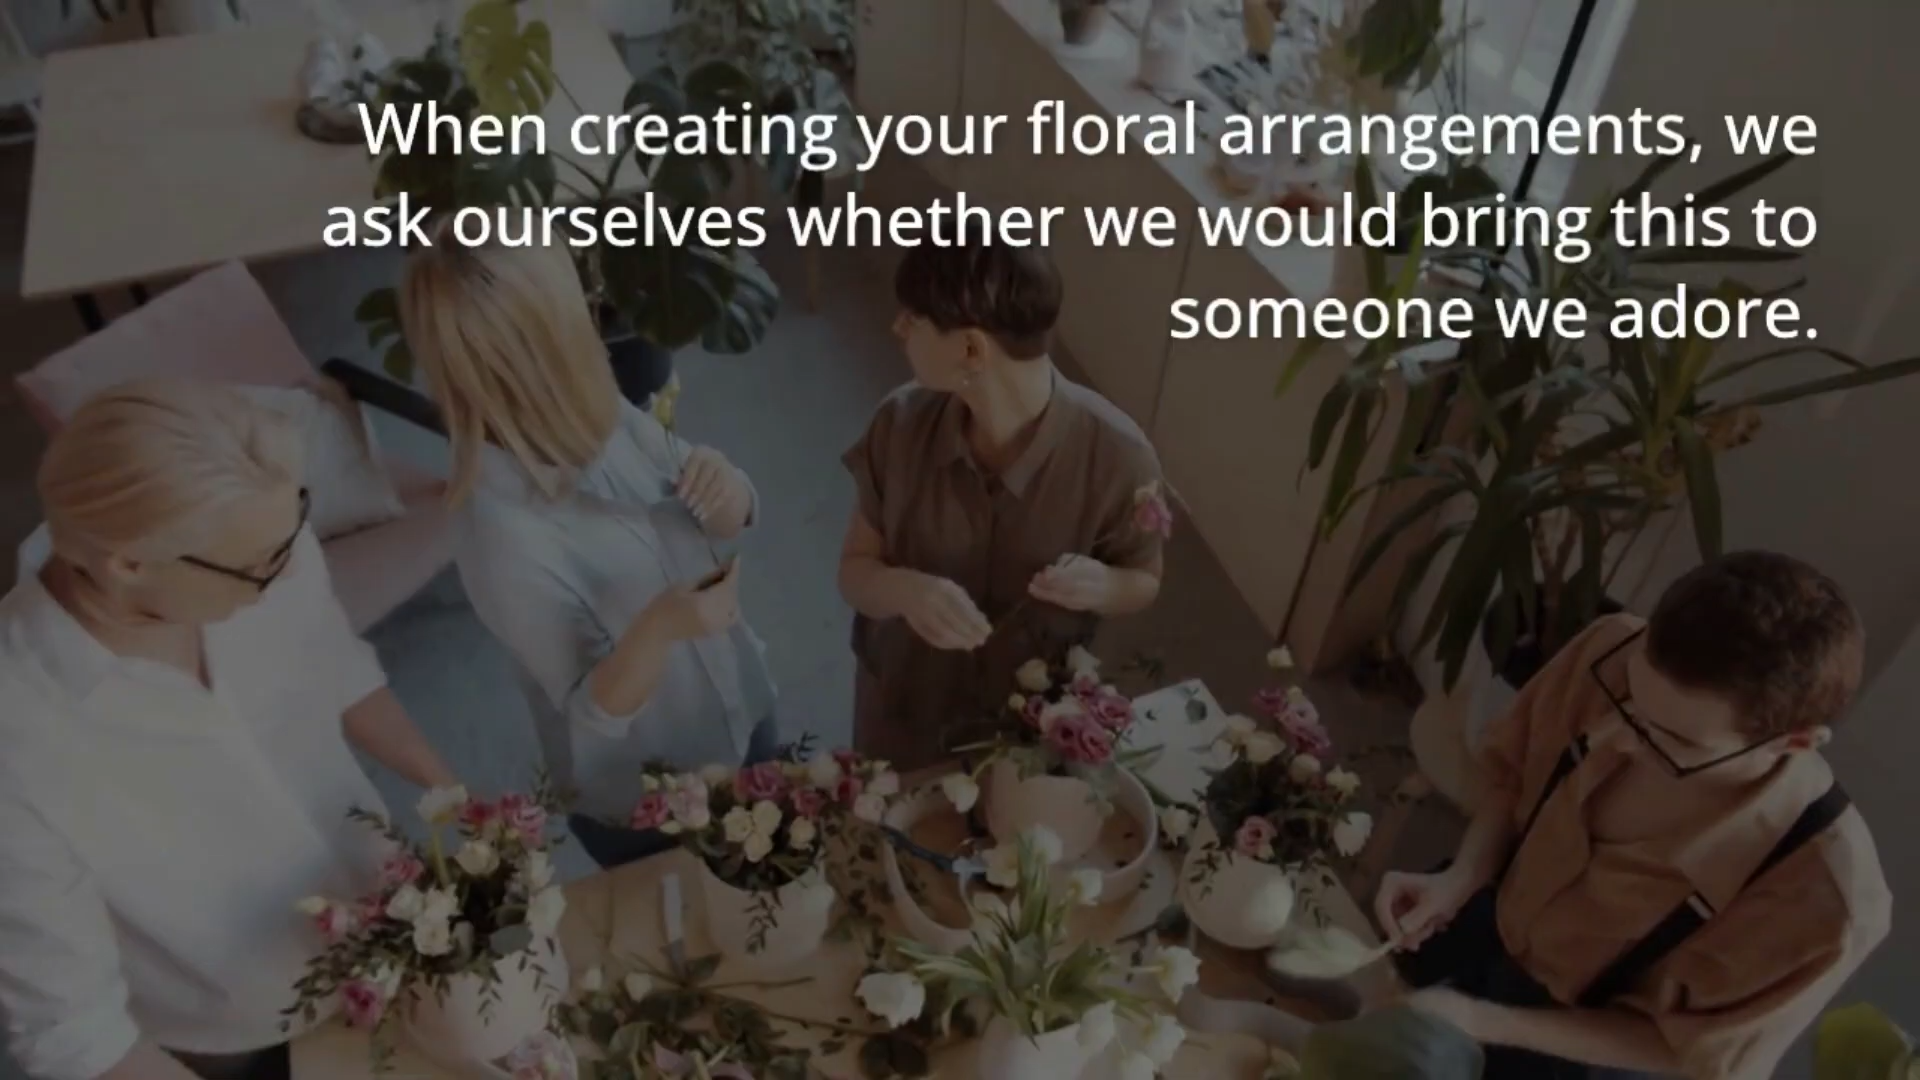 When creating your floral arrangements, we
ask ourselves whether we would bring this to
someone we adore.